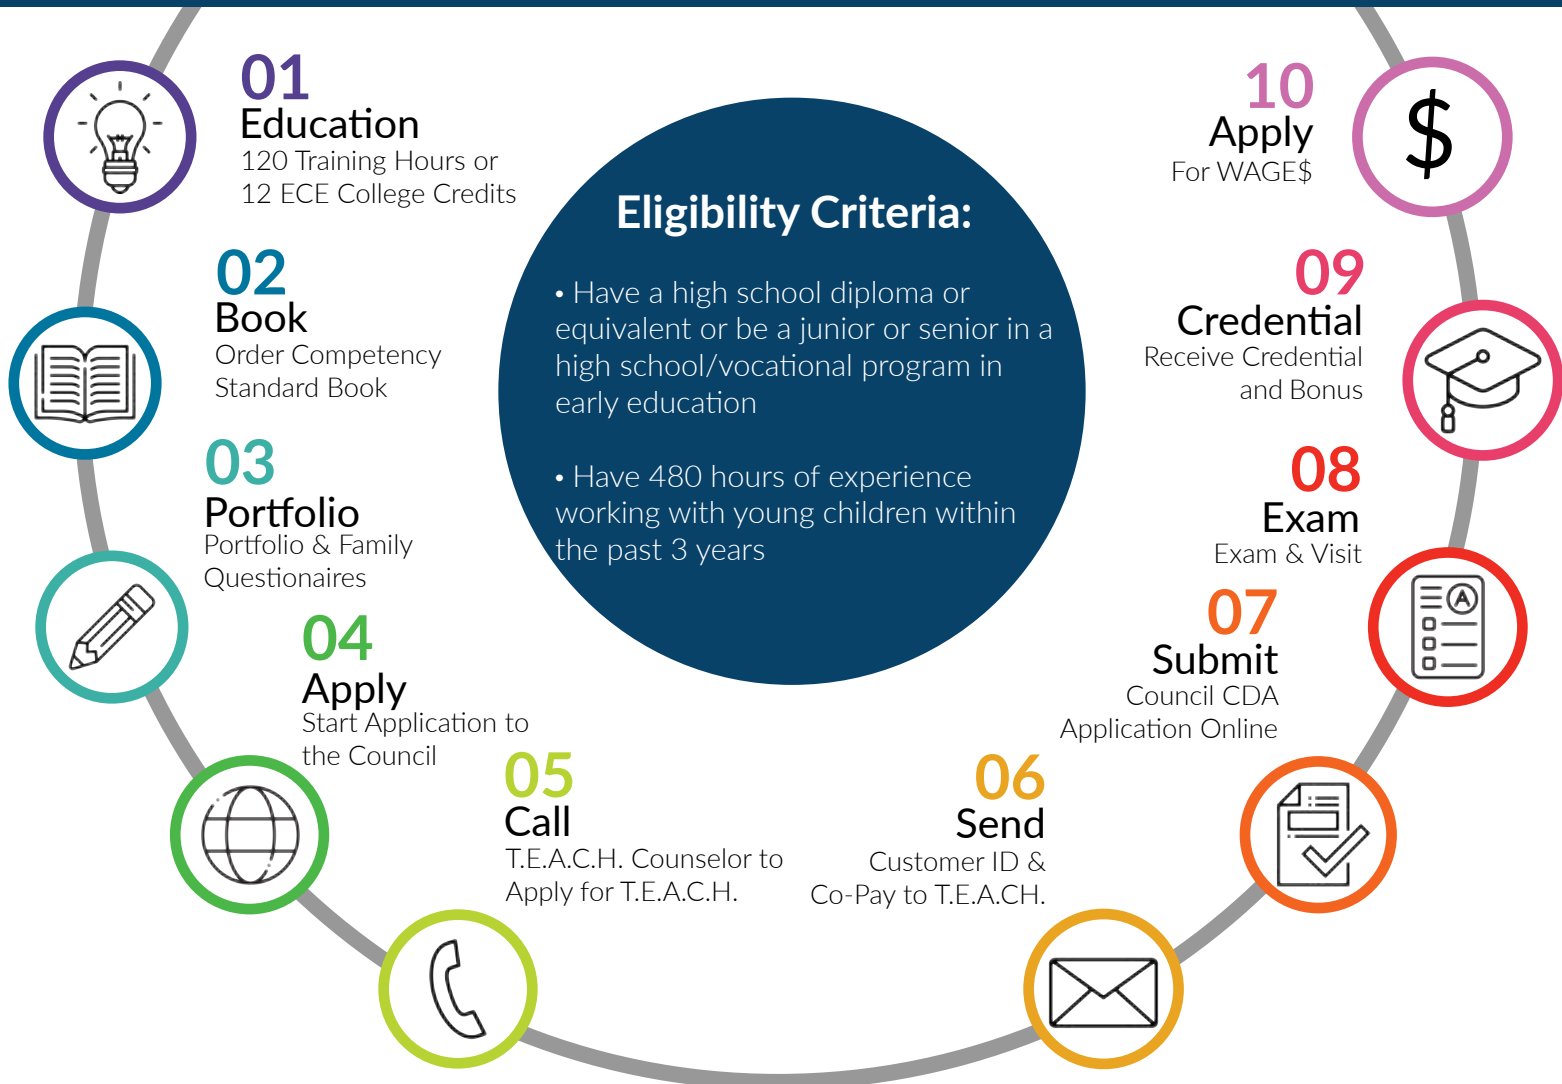 01
Education
120 Training Hours or
12 ECE College Credits
02
Book
Order Competency
Standard Book
03
Portfolio
Portfolio & Family
Questionaires
04
Apply
Start Application to
the Council
05
Call
T.E.A.C.H. Counselor to
Apply for T.E.A.C.H.
06
Send
Customer ID &
Co-Pay to T.E.A.CH.
07
Submit
Council CDA
Application Online
08
Exam
Exam & Visit
09
Credential
Receive Credential
and Bonus
10
Apply
For WAGE$
$
A
Eligibility Criteria:
• Have a high school diploma or
equivalent or be a junior or senior in a
high school/vocational program in
early education
• Have 480 hours of experience
working with young children within
the past 3 years